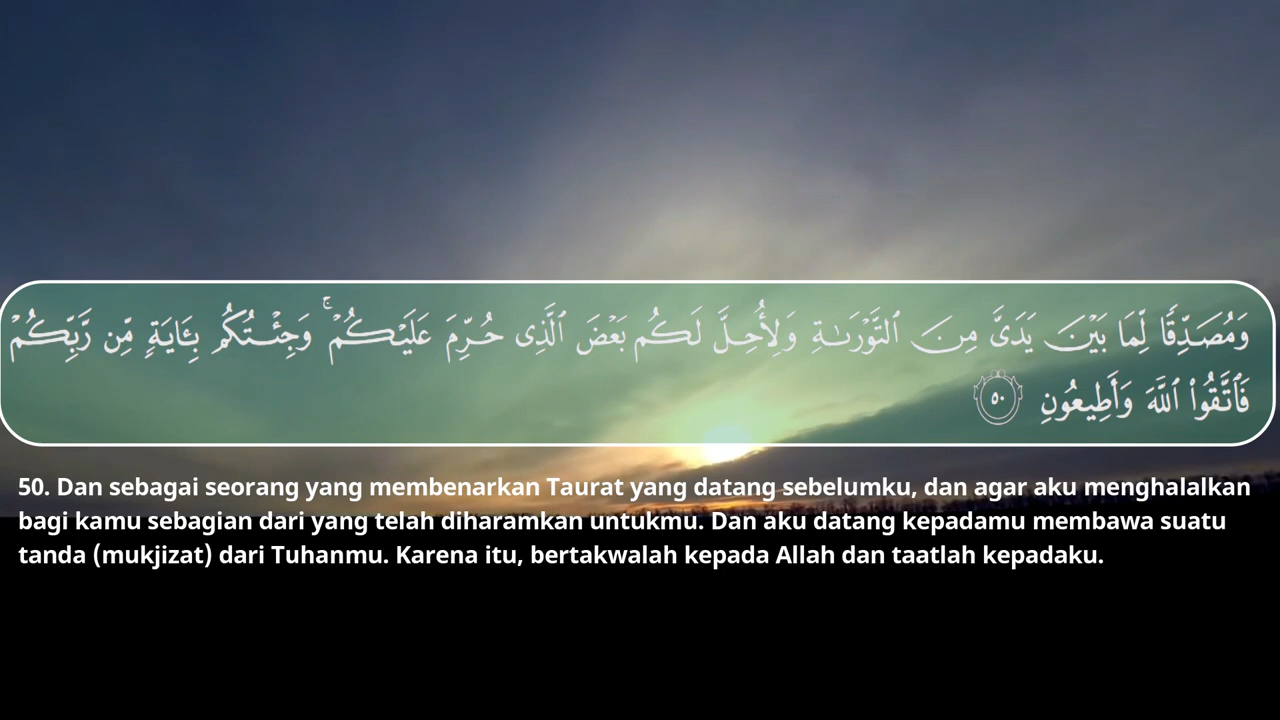 وَمُصَدِّقًا لِّمَا بَيْنَ يَدَىَّ مِنَ ٱلتَّوْرَىٰةِ وَلِأُحِلَّ لَكُم بَعْضَ ٱلَّذِى حُرِّمَ عَلَيْكُمْ ۚ وَجِئْتُكُم بِـَٔايَةٍ مِّن رَّبِّكُمْ
فَٱتَّقُوا۟ ٱللَّهَ وَأَطِيعُونِ ٥٠
50. Dan sebagai seorang yang membenarkan Taurat yang datang sebelumku, dan agar aku menghalalkan
bagi kamu sebagian dari yang telah diharamkan untukmu. Dan aku datang kepadamu membawa suatu
tanda (mukjizat) dari Tuhanmu. Karena itu, bertakwalah kepada Allah dan taatlah kepadaku.